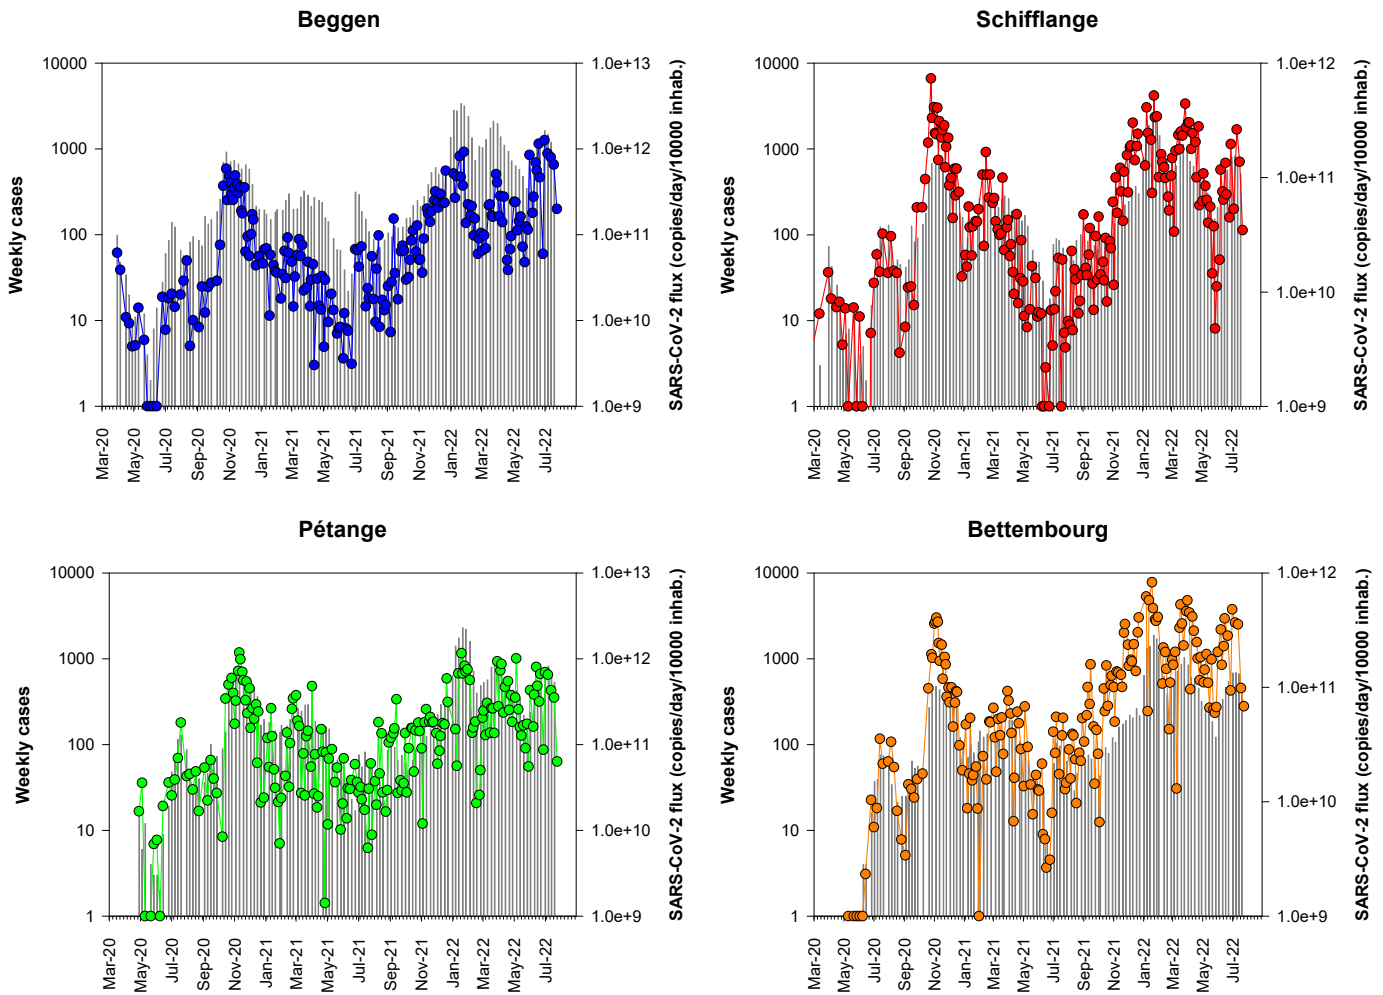 Beggen
10000
1000
100
10
1
Weekly cases
1.0e+13
1.0e+12
1.0e+11
1.0e+10
1.0e+9
SARS-CoV-2 flux (copies/day/10000 inhab.)
Mar-20
May-20
Jul-20
Sep-20
Nov-20
Jan-21
Mar-21
May-21
Jul-21
Sep-21
Nov-21
Jan-22
Mar-22
May-22
Jul-22
Schifflange
10000
1000
100
10
1
Weekly cases
1.0e+12
1.0e+11
1.0e+10
1.0e+9
SARS-CoV-2 flux (copies/day/10000 inhab.)
Mar-20
May-20
Jul-20
Sep-20
Nov-20
Jan-21
Mar-21
May-21
Jul-21
Sep-21
Nov-21
Jan-22
Mar-22
May-22
Jul-22
Pétange
10000
1000
100
10
1
Weekly cases
1.0e+13
1.0e+12
1.0e+11
1.0e+10
1.0e+9
SARS-CoV-2 flux (copies/day/10000 inhab.)
Mar-20
May-20
Jul-20
Sep-20
Nov-20
Jan-21
Mar-21
May-21
Jul-21
Sep-21
Nov-21
Jan-22
Mar-22
May-22
Jul-22
Bettembourg
10000
1000
100
10
1
Weekly cases
1.0e+12
1.0e+11
1.0e+10
1.0e+9
SARS-CoV-2 flux (copies/day/10000 inhab.)
Mar-20
May-20
Jul-20
Sep-20
Nov-20
Jan-21
Mar-21
May-21
Jul-21
Sep-21
Nov-21
Jan-22
Mar-22
May-22
Jul-22